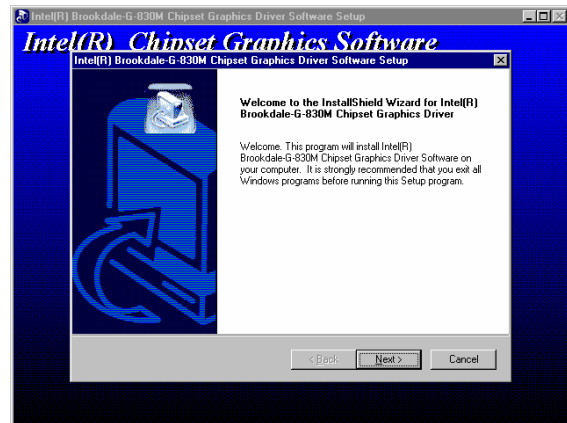 Intel(R) Brookdale-G-830M Chipset Graphics Driver Software Setup
Intel(R) Chipset Graphics Software
Intel(R) Brookdale-G-830M Chipset Graphics Driver Software Setup
Welcome to the InstallShield Wizard for Intel(R)
Brookdale-G-830M Chipset Graphics Driver
Welcome. This program will install Intel(R)
Brookdale-G-830M Chipset Graphics Driver Software on
your computer. It is strongly recommended that you exit all
Windows programs before running this Setup program.
< Back
Next >
Cancel